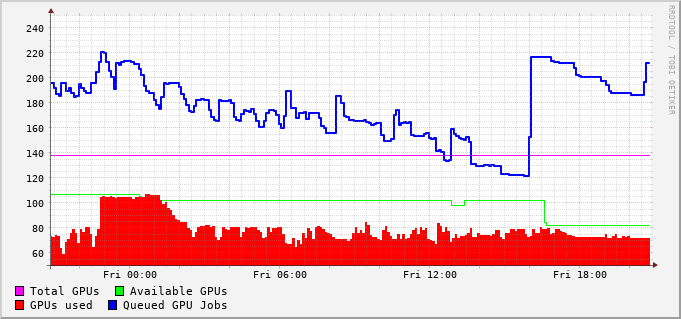 240
220
200
180
160
140
120
100
80
60
Fri 00:00 Fri 06:00 Fri 12:00 Fri 18:00
Total GPUs Available GPUs
GPUs used Queued GPU Jobs
RRDTOOL / TOBI OETIKER